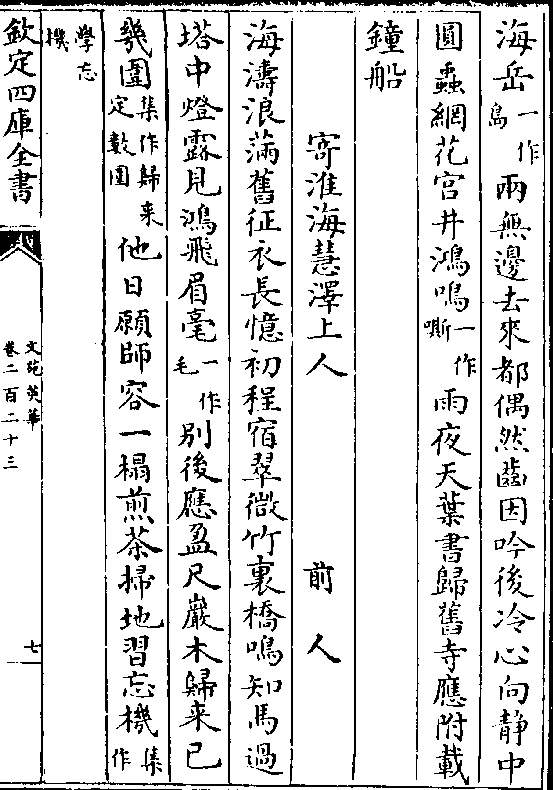 海岳一作島兩無邊去來都偶然齒因吟後冷心向静中
圓蟲網花宮井鴻鳴一作嘶雨夜天葉書歸舊寺應附載
鐘船
寄淮海慧澤上人 前人
海濤浪滿舊征衣長憶初程宿翠微竹裏橋鳴知馬過
塔中燈露見鴻飛眉毫一作毛别後應盈尺巖木歸来已
幾圍集作歸来定數圍他日願師容一榻煎茶掃地習忘機集作
學忘機
欽定四庫全書
文苑英華
卷二百二十三
七